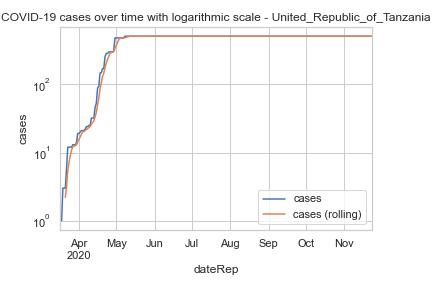 COVID-19 cases over time with logarithmic scale - United_Republic_of_Tanzania
cases
10²
10¹
10⁰
cases
cases (rolling)
Apr May Jun Jul Aug Sep Oct Nov
2020
dateRep